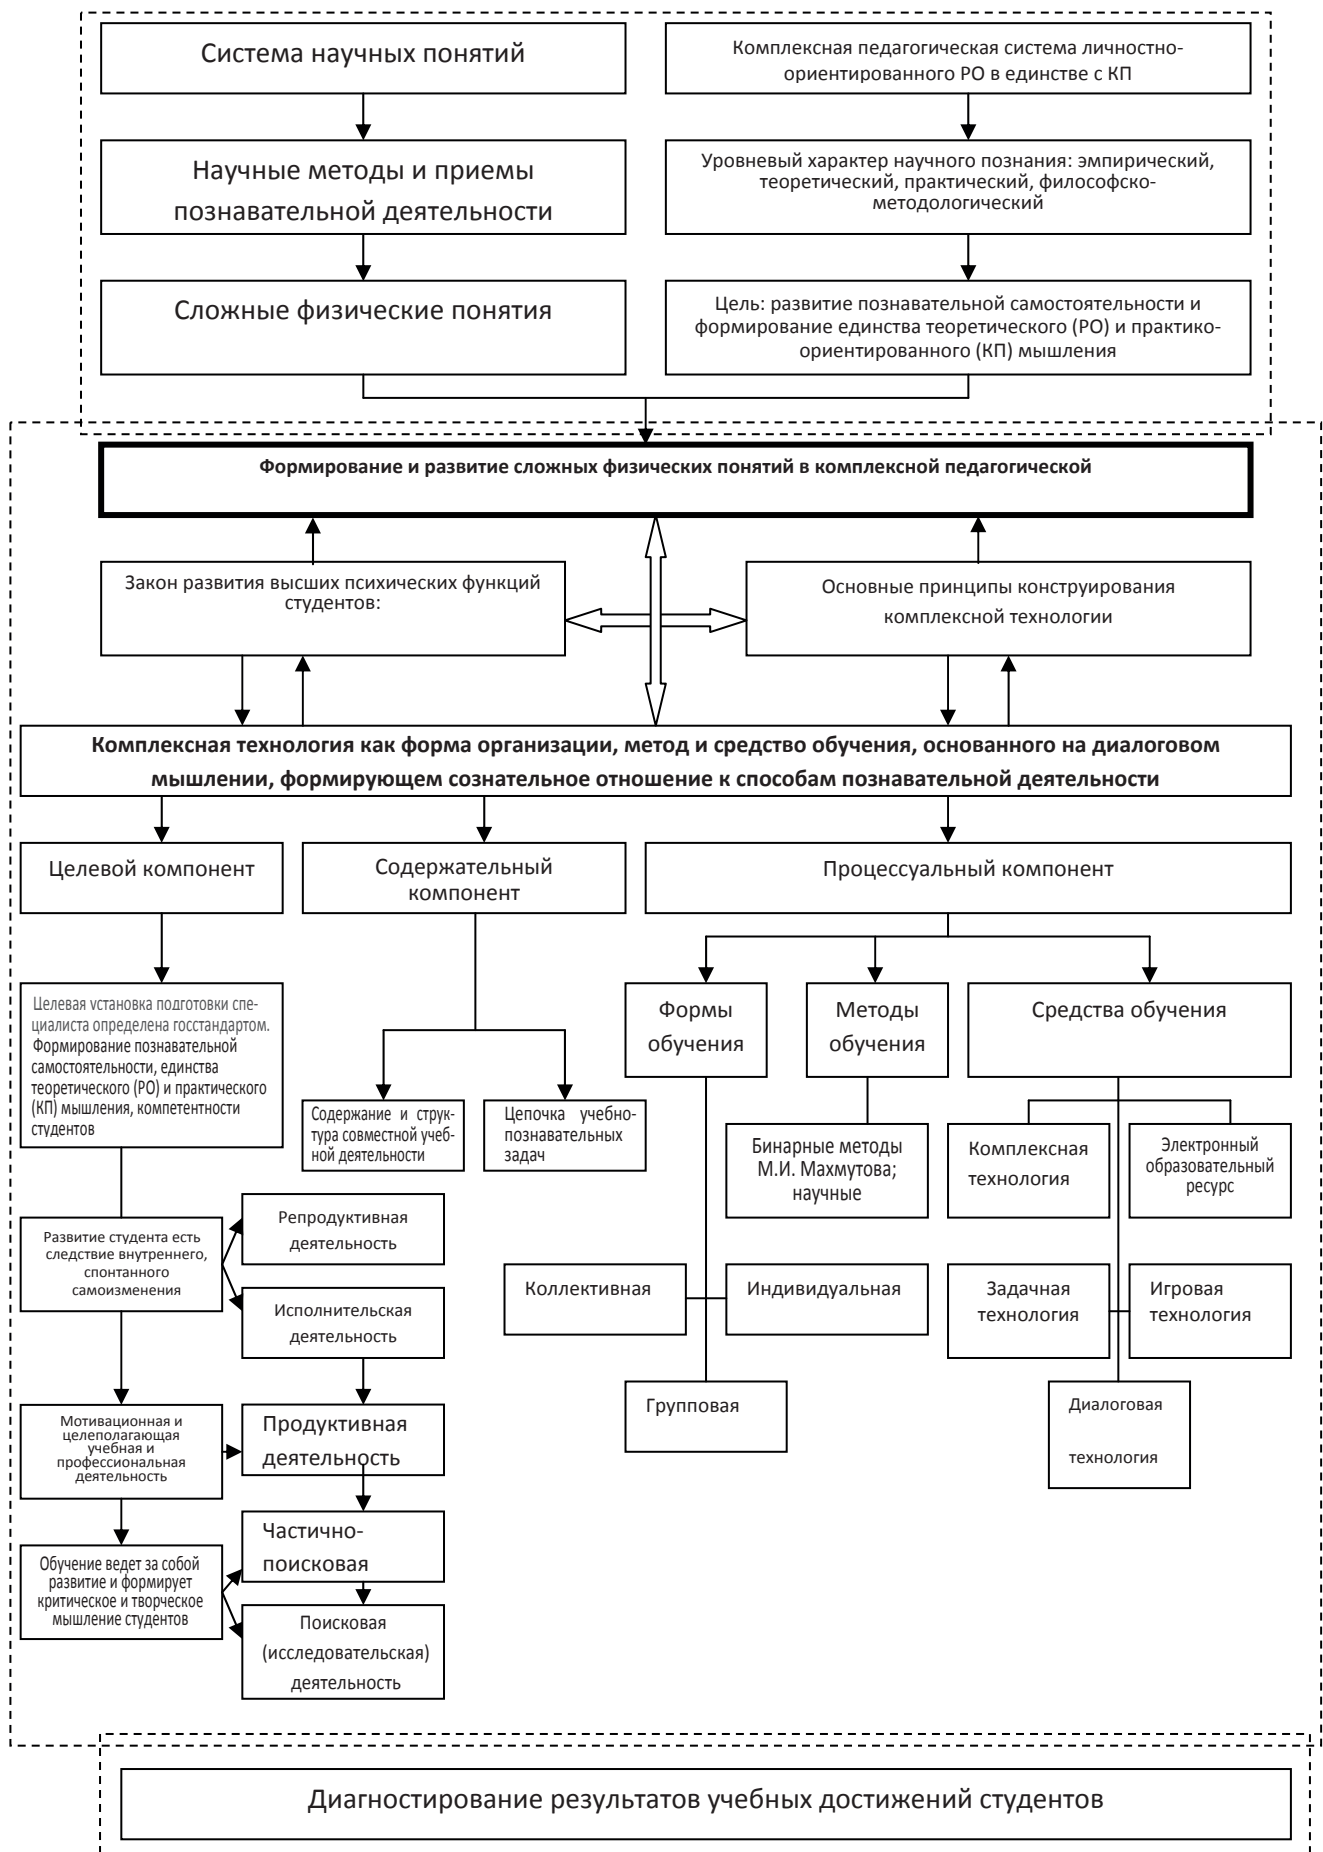 Система научных понятий
Комплексная педагогическая система личностно-
ориентированного РО в единстве с КП
Научные методы и приемы
познавательной деятельности
Уровневый характер научного познания: эмпирический,
теоретический, практический, философско-
методологический
Сложные физические понятия
Цель: развитие познавательной самостоятельности и
формирование единства теоретического (РО) и практико-
ориентированного (КП) мышления
Формирование и развитие сложных физических понятий в комплексной педагогической
Закон развития высших психических функций
студентов:
Основные принципы конструирования
комплексной технологии
Комплексная технология как форма организации, метод и средство обучения, основанного на диалоговом
мышлении, формирующем сознательное отношение к способам познавательной деятельности
Целевой компонент
Содержательный
компонент
Процессуальный компонент
Целевая установка подготовки спе-
циалиста определена госстандартом.
Формирование познавательной
самостоятельности, единства
теоретического (РО) и практического
(КП) мышления, компетентности
студентов
Формы
обучения
Методы
обучения
Средства обучения
Содержание и струк-
тура совместной учеб-
ной деятельности
Цепочка учебно-
познавательных
задач
Бинарные методы
М.И. Махмутова;
научные
Комплексная
технология
Электронный
образовательный
ресурс
Развитие студента есть
следствие внутреннего,
спонтанного
самоизменения
Репродуктивная
деятельность
Исполнительская
деятельность
Коллективная
Индивидуальная
Задачная
технология
Игровая
технология
Групповая
Диалоговая
технология
Мотивационная и
целеполагающая
учебная и
профессиональная
деятельность
Продуктивная
деятельность
Обучение ведет за собой
развитие и формирует
критическое и творческое
мышление студентов
Частично-
поисковая
Поисковая
(исследовательская)
деятельность
Диагностирование результатов учебных достижений студентов